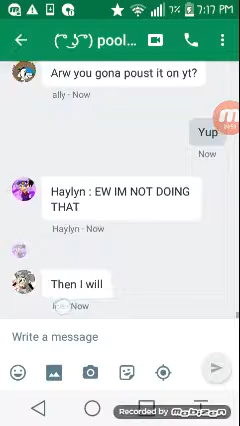 7% 7:17 PM
( ͡° ͜ʖ ͡°) pool...
Arw you gona poust it on yt?
ally · Now
Yup
Now
Haylyn : EW IM NOT DOING
THAT
Haylyn · Now
Then I will
Now
Write a message
Recorded by mobizen